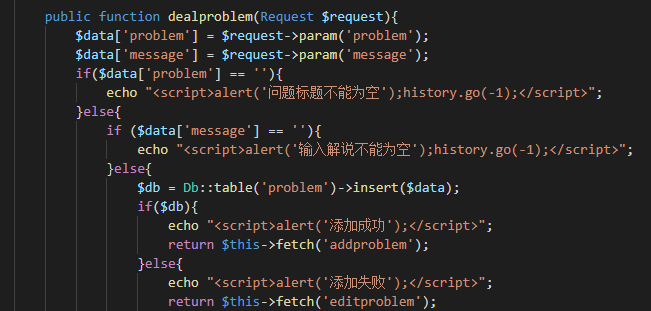 public function dealproblem(Request $request){
$data['problem'] = $request->param('problem');
$data['message'] = $request->param('message');
if($data['problem'] == ''){
echo "<script>alert('问题标题不能为空');history.go(-1);</script>";
}else{
if ($data['message'] == ''){
echo "<script>alert('输入解说不能为空');history.go(-1);</script>";
}else{
$db = Db::table('problem')->insert($data);
if($db){
echo "<script>alert('添加成功');</script>";
return $this->fetch('addproblem');
}else{
echo "<script>alert('添加失败');</script>";
return $this->fetch('editproblem');